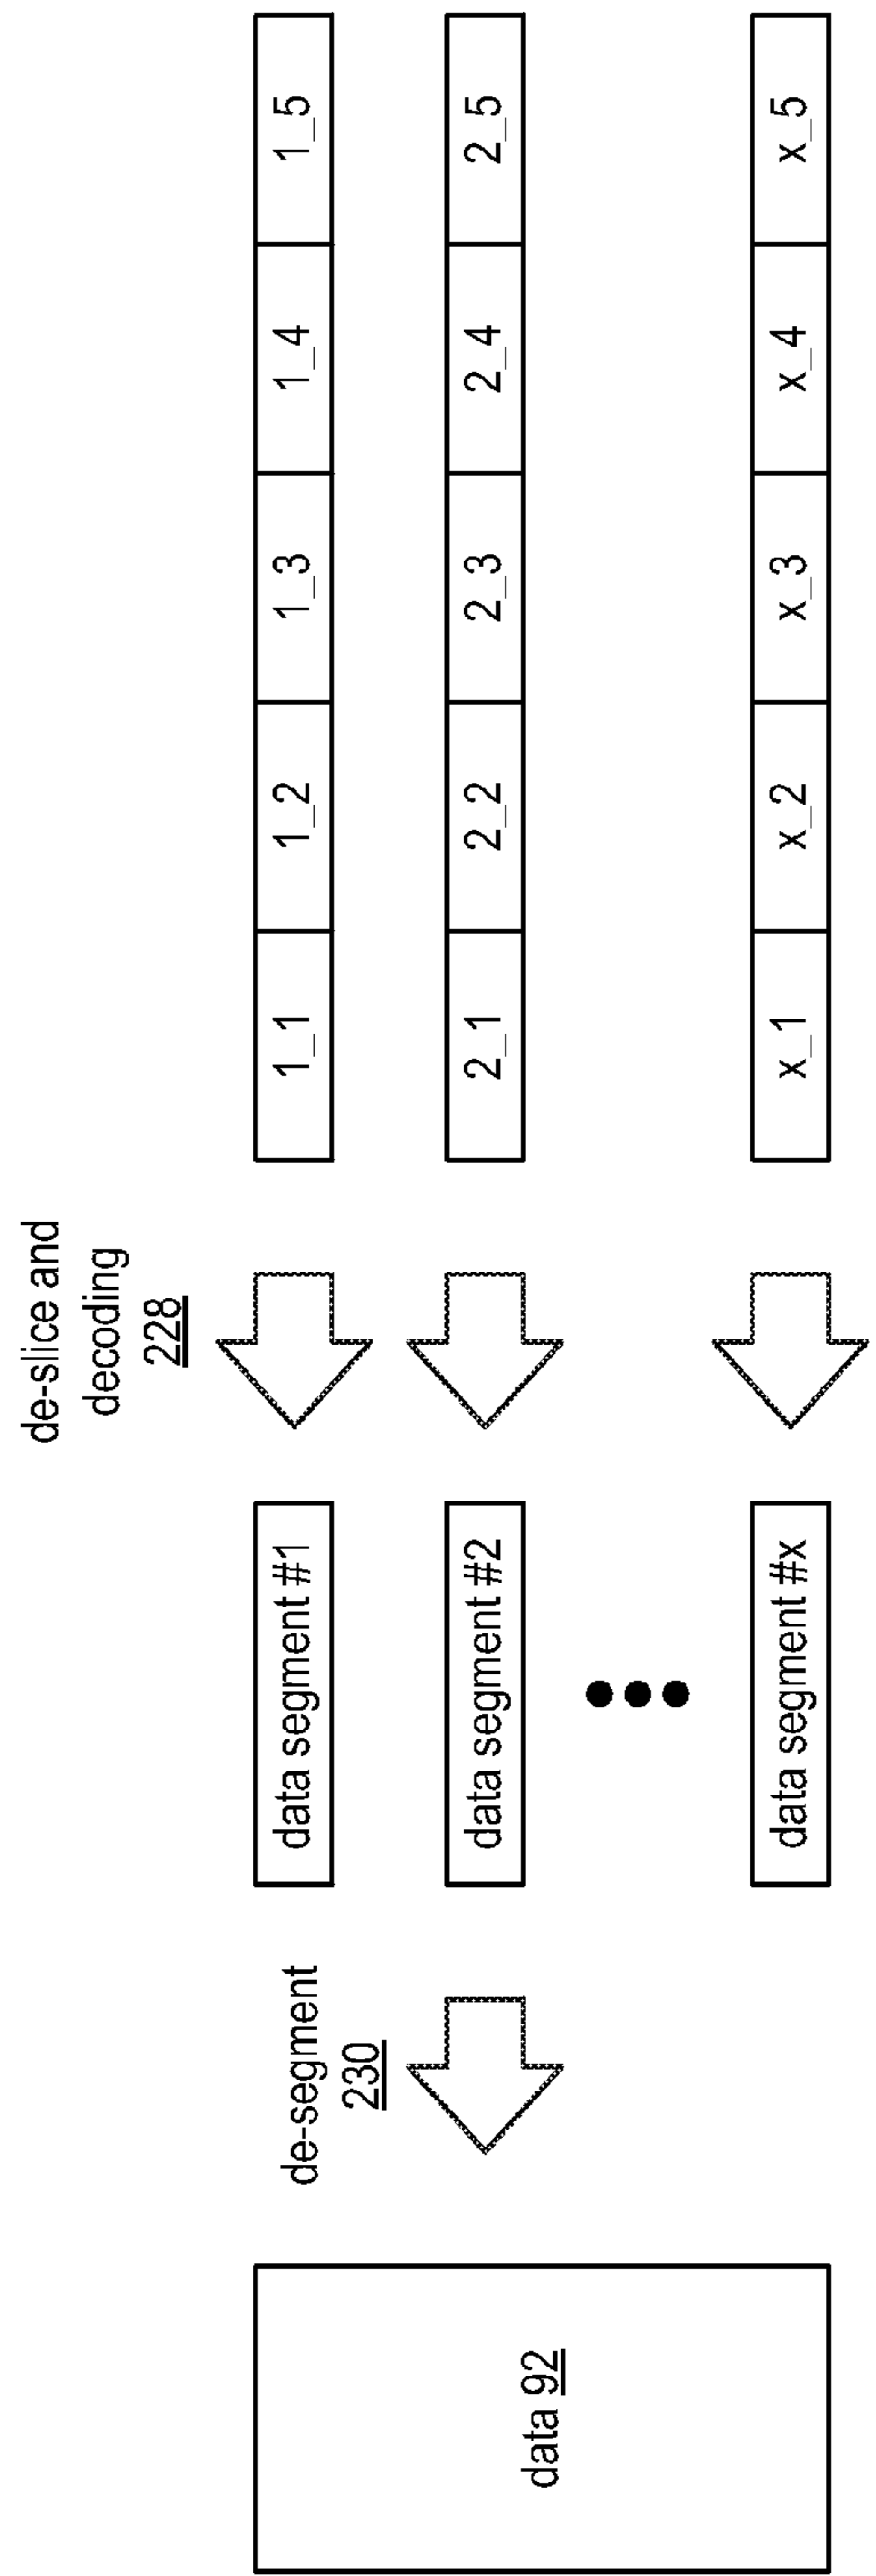 de-slice and
decoding
228
de-segment
230
data 92
data segment #1
1_1
1_2
1_3
1_4
1_5
data segment #2
2_1
2_2
2_3
2_4
2_5
data segment #x
x_1
x_2
x_3
x_4
x_5